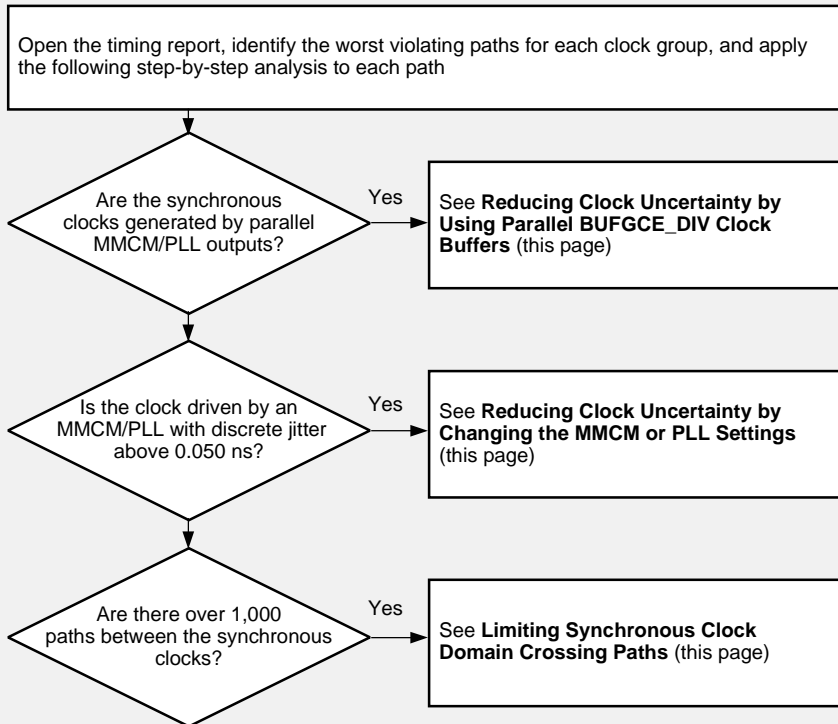 Open the timing report, identify the worst violating paths for each clock group, and apply
the following step-by-step analysis to each path
Are the synchronous
clocks generated by parallel
MMCM/PLL outputs?
Yes
See Reducing Clock Uncertainty by
Using Parallel BUFGCE_DIV Clock
Buffers (this page)
Is the clock driven by an
MMCM/PLL with discrete jitter
above 0.050 ns?
Yes
See Reducing Clock Uncertainty by
Changing the MMCM or PLL Settings
(this page)
Are there over 1,000
paths between the synchronous
clocks?
Yes
See Limiting Synchronous Clock
Domain Crossing Paths (this page)